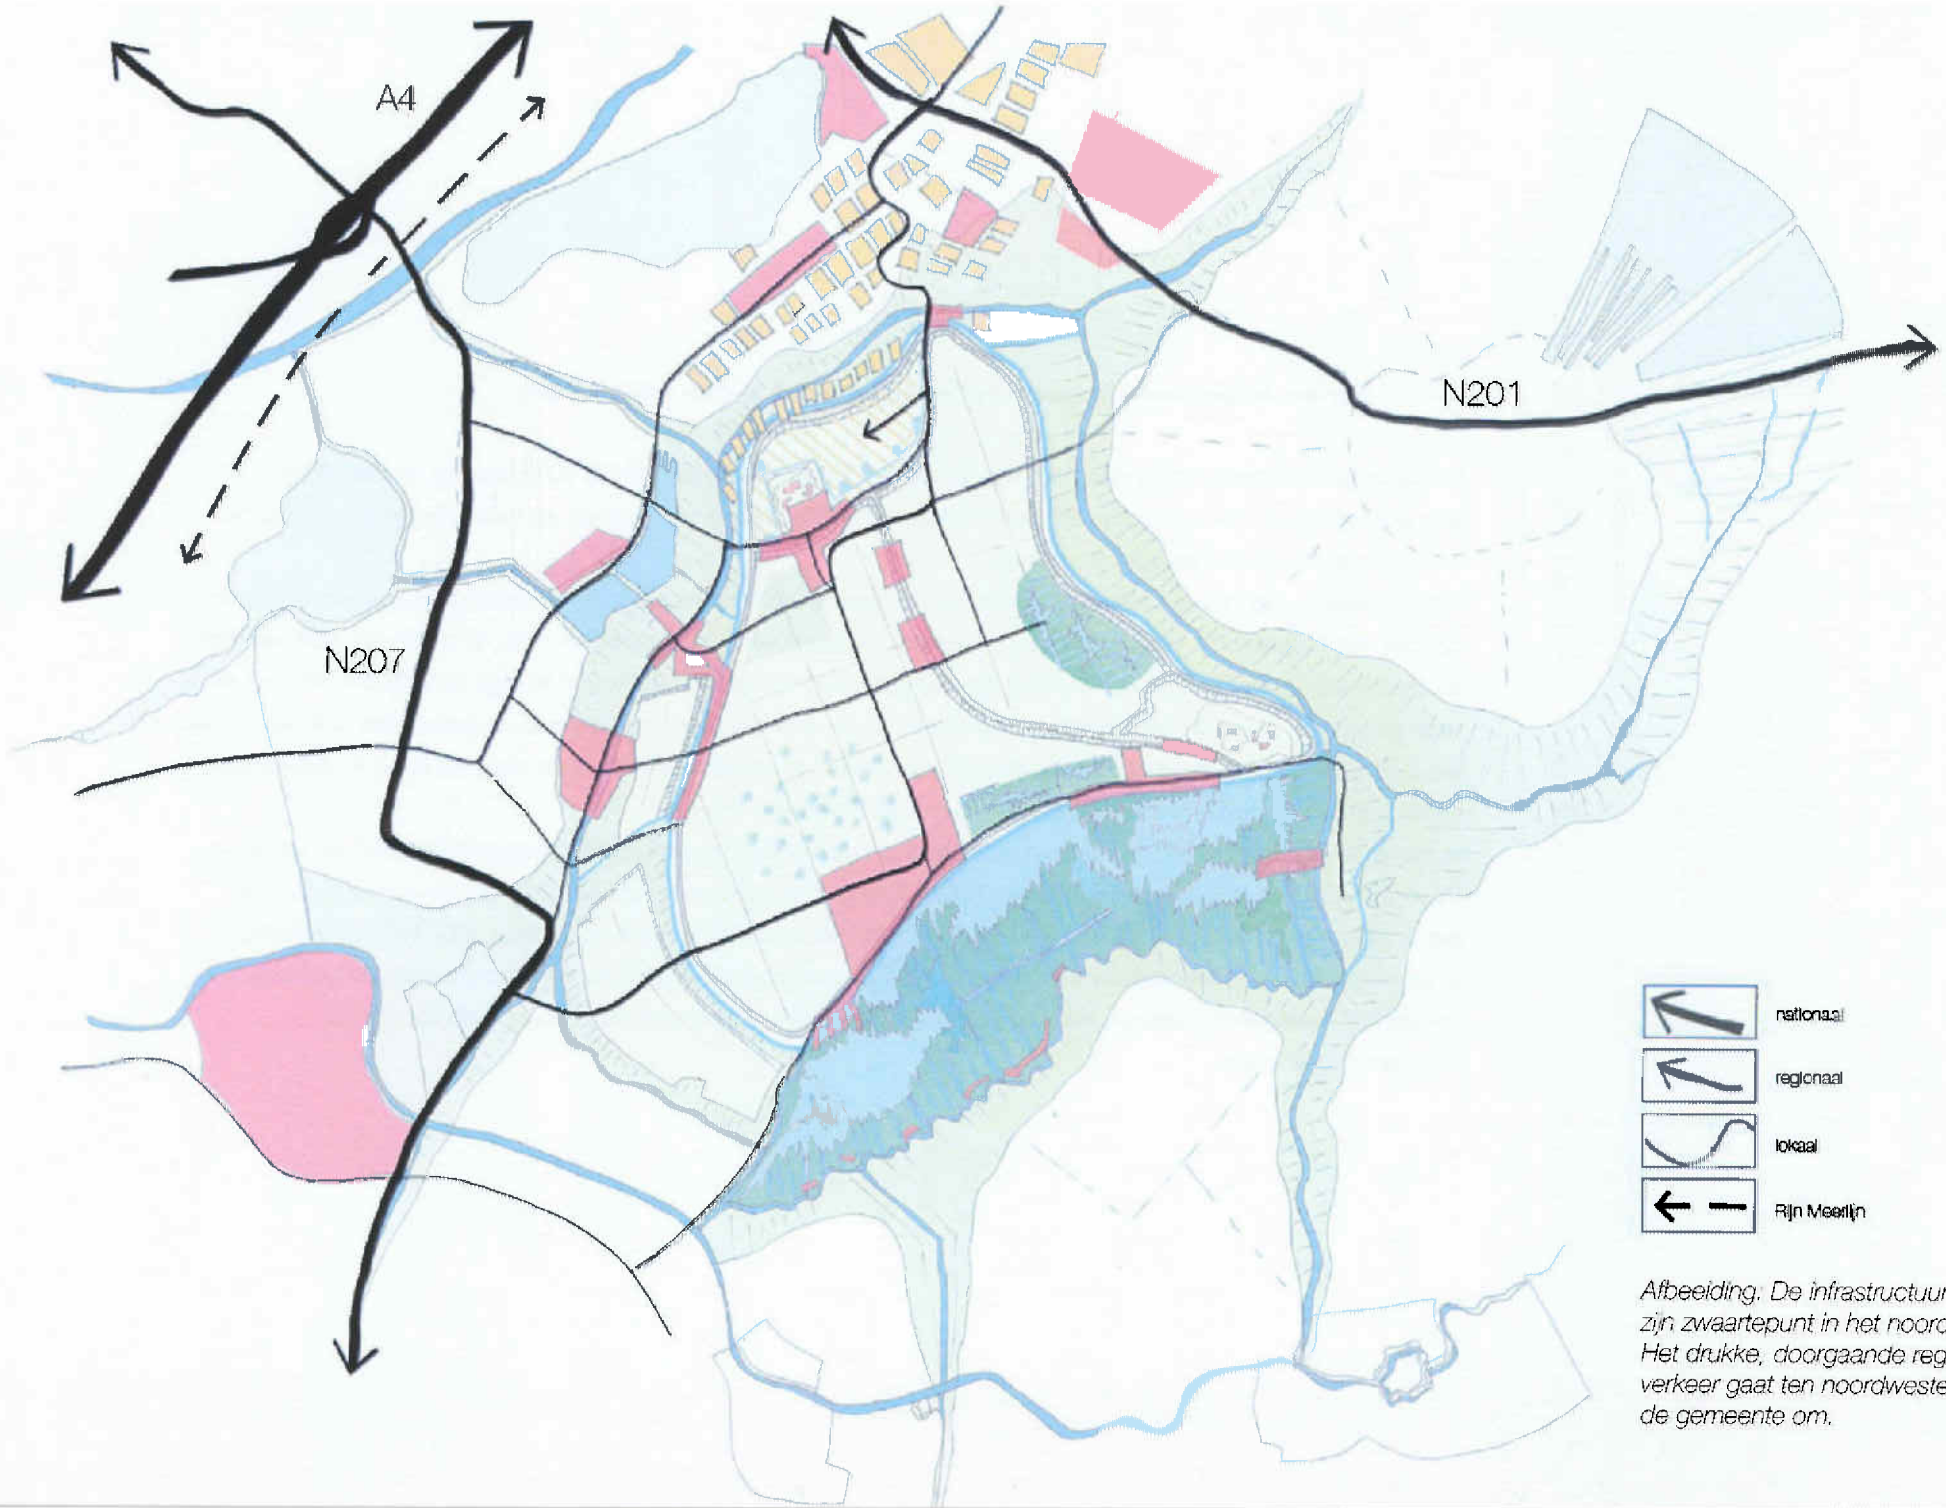 A4
N201
N207
nationaal
regionaal
lokaal
Rijn Meerlijn
Afbeelding: De infrastructuur
zijn zwaartepunt in het noord
Het drukke, doorgaande reg
verkeer gaat ten noordweste
de gemeente om.